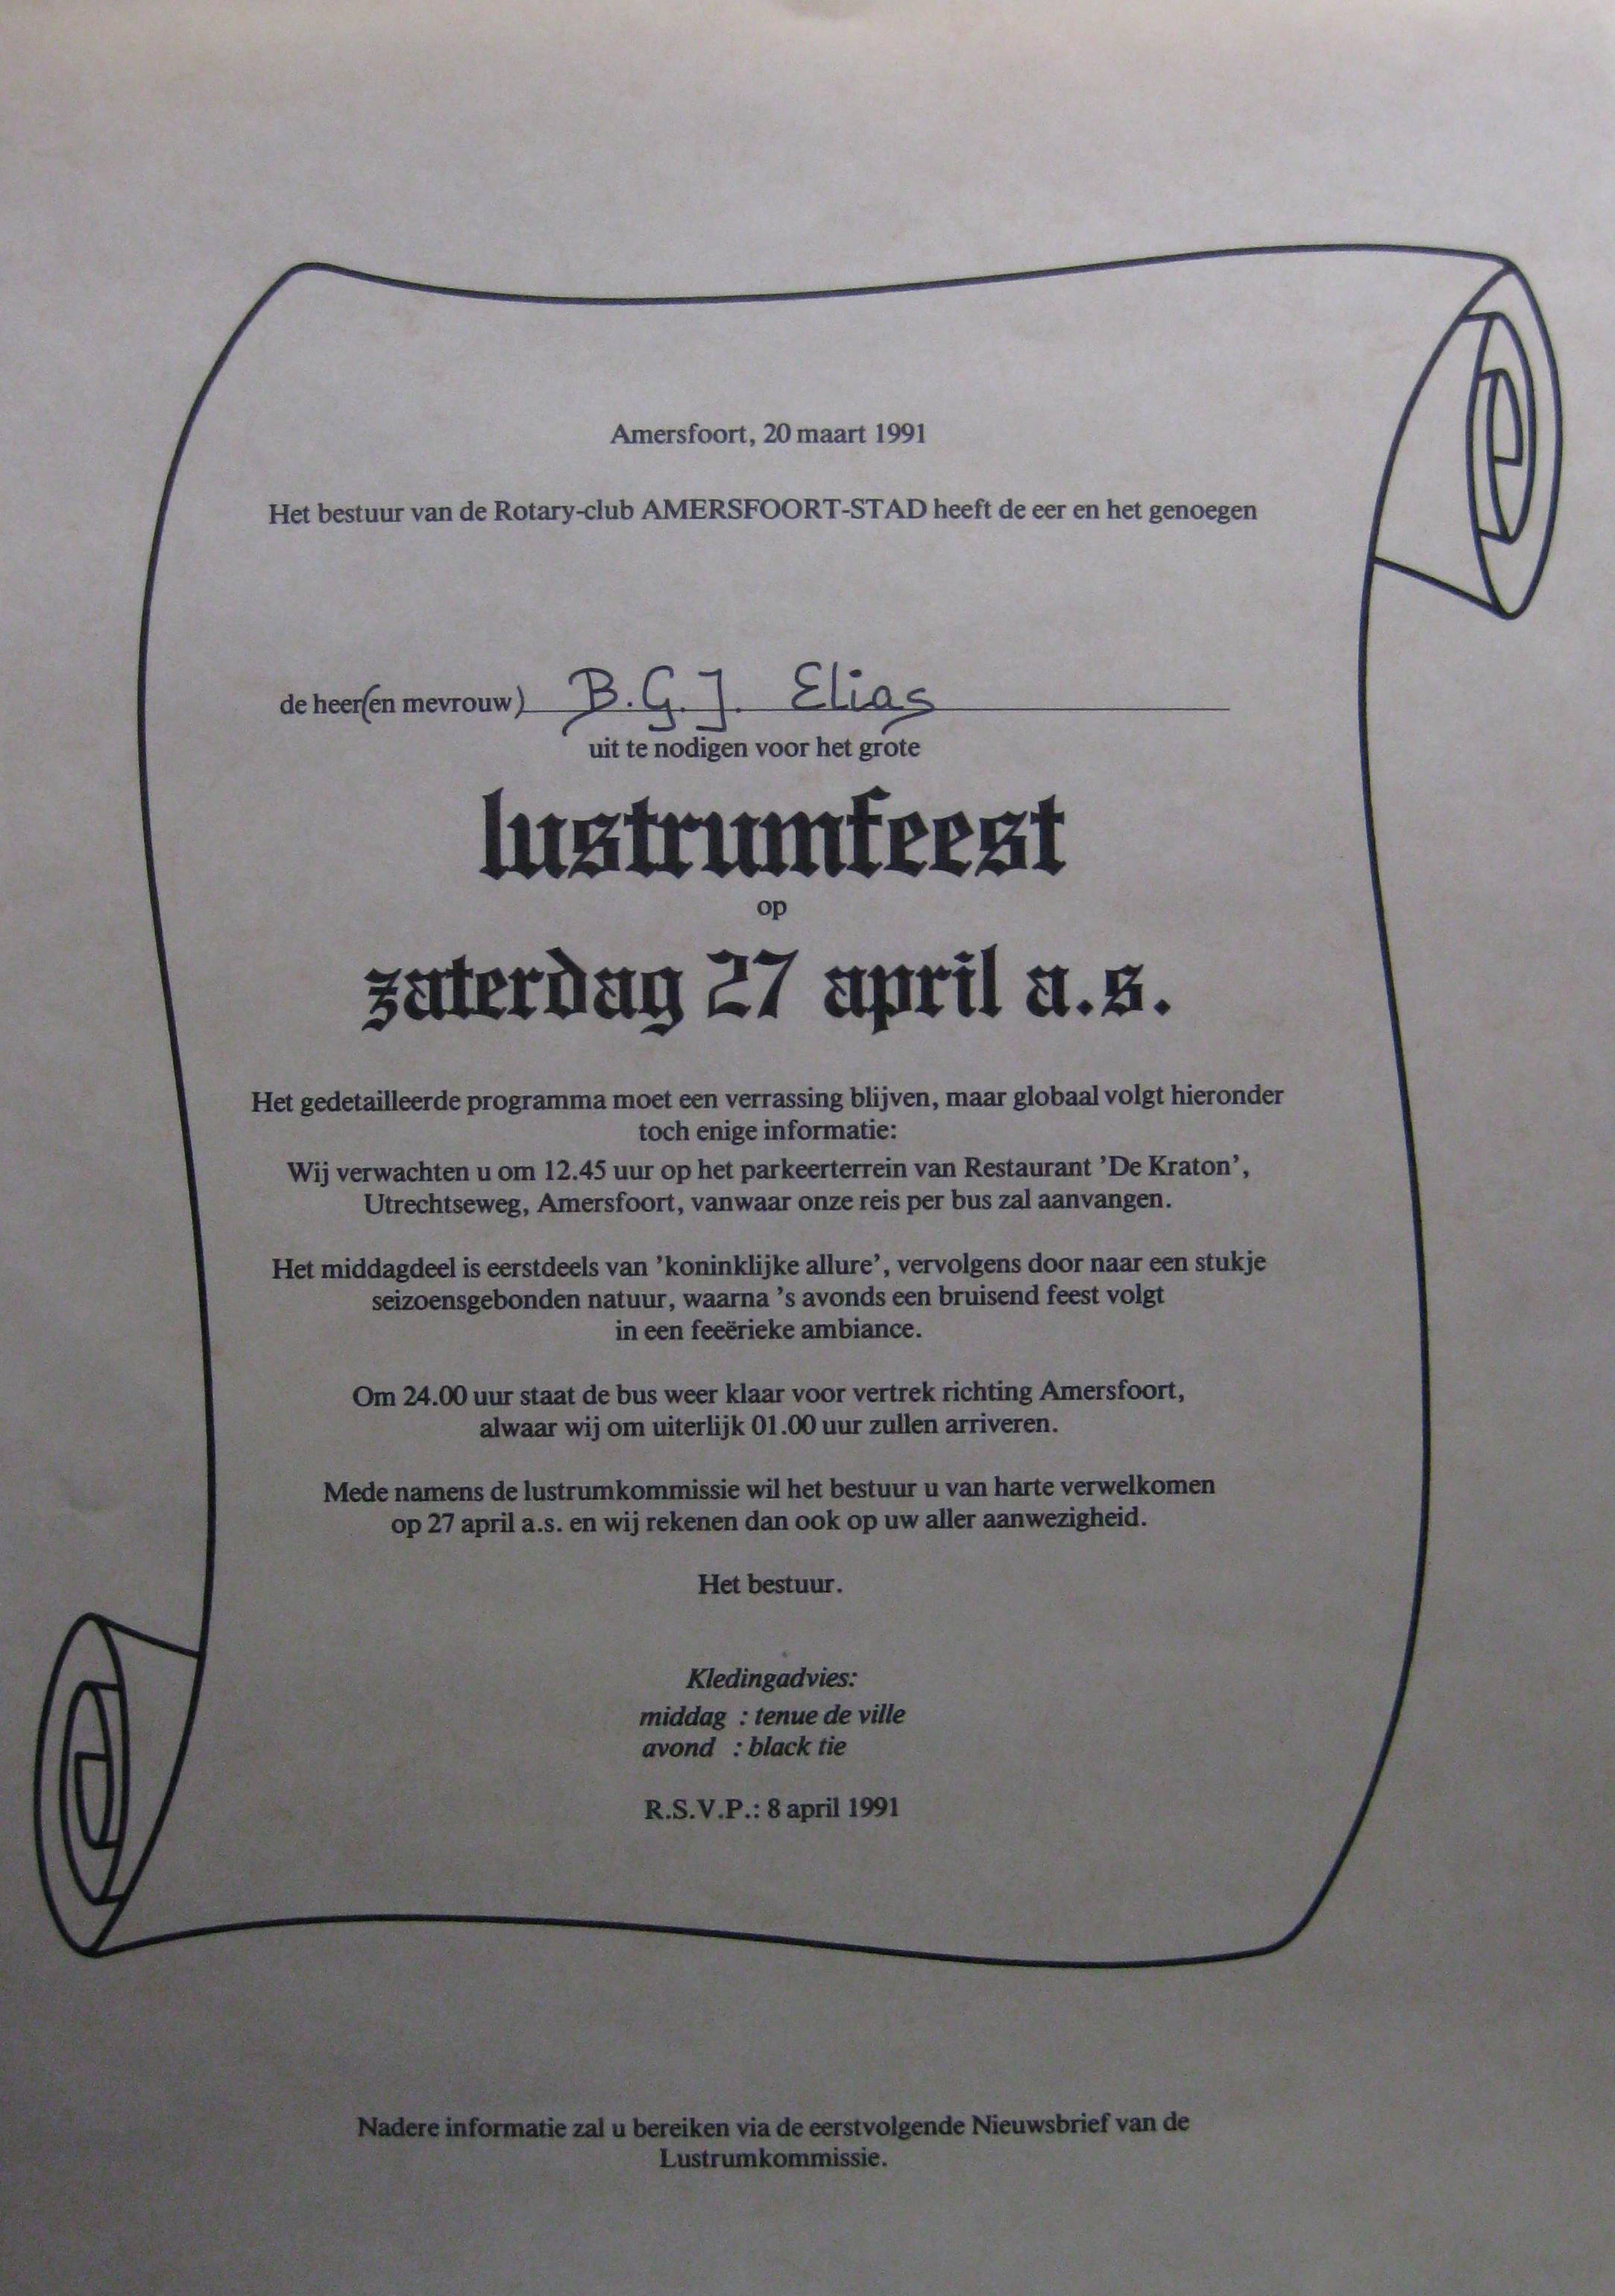 Amersfoort, 20 maart 1991
Het bestuur van de Rotary-club AMERSFOORT-STAD heeft de eer en het genoegen
de heer(en mevrouw) B.G.J. Elias
uit te nodigen voor het grote
lustrumfeest
op
zaterdag 27 april a.s.
Het gedetailleerde programma moet een verrassing blijven, maar globaal volgt hieronder
toch enige informatie:
Wij verwachten u om 12.45 uur op het parkeerterrein van Restaurant 'De Kraton',
Utrechtseweg, Amersfoort, vanwaar onze reis per bus zal aanvangen.
Het middagdeel is eerstdeels van 'koninklijke allure', vervolgens door naar een stukje
seizoensgebonden natuur, waarna 's avonds een bruisend feest volgt
in een feeërieke ambiance.
Om 24.00 uur staat de bus weer klaar voor vertrek richting Amersfoort,
alwaar wij om uiterlijk 01.00 uur zullen arriveren.
Mede namens de lustrumkommissie wil het bestuur u van harte verwelkomen
op 27 april a.s. en wij rekenen dan ook op uw aller aanwezigheid.
Het bestuur.
Kledingadvies:
middag : tenue de ville
avond : black tie
R.S.V.P.: 8 april 1991
Nadere informatie zal u bereiken via de eerstvolgende Nieuwsbrief van de
Lustrumkommissie.